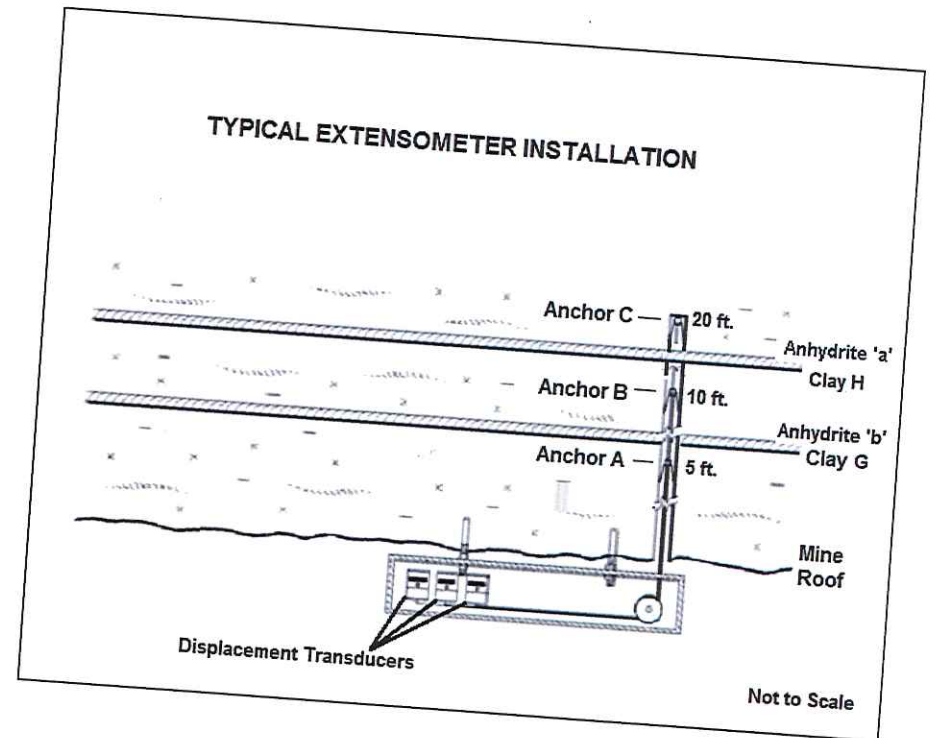 TYPICAL EXTENSOMETER INSTALLATION
Anchor C
20 ft.
Anhydrite 'a'
Clay H
Anchor B
10 ft.
Anhydrite 'b'
Clay G
Anchor A
5 ft.
Mine
Roof
Displacement Transducers
Not to Scale